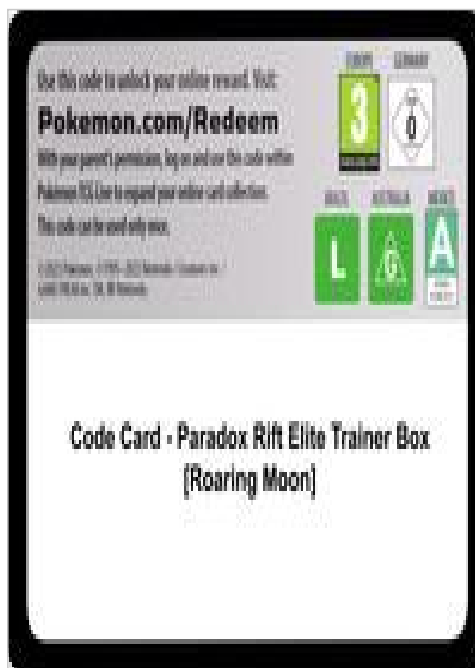 Use this code to unlock your online reward. Visit:
Pokemon.com/Redeem
With your parent's permission, log on and use this code within
Pokémon TCG Live to expand your online card collection.
This code can be used only once.
EUROPE GERMANY
3
0
BRAZIL AUSTRALIA MEXICO
L G A
Code Card - Paradox Rift Elite Trainer Box
[Roaring Moon]